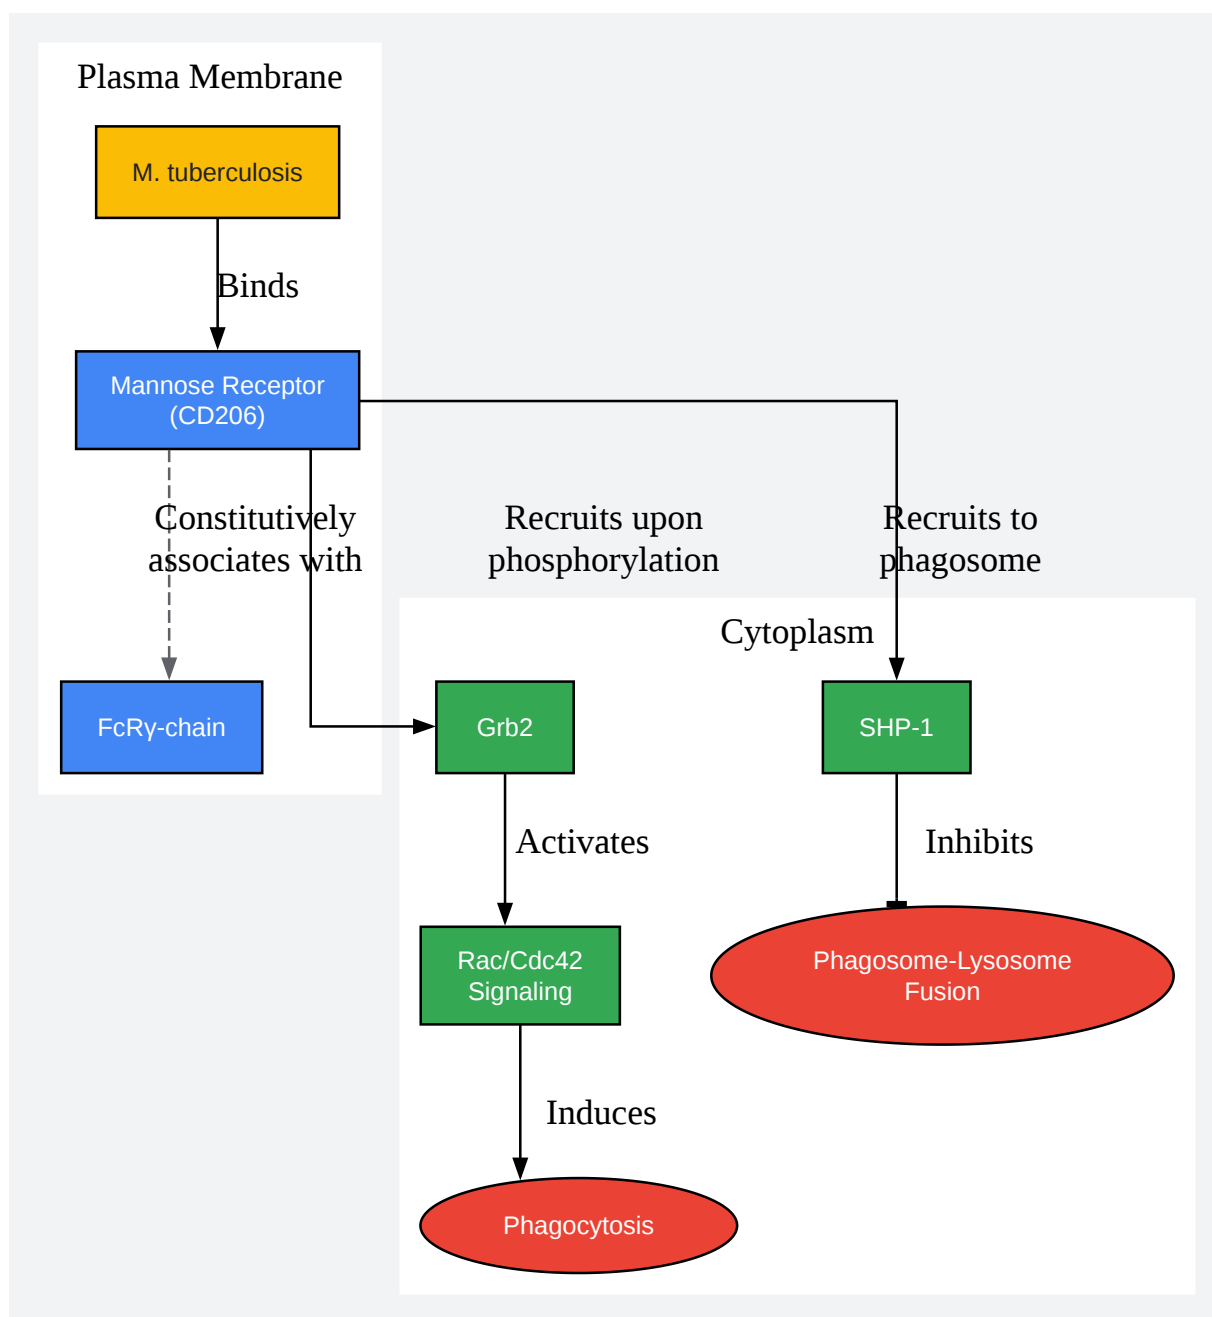 Plasma Membrane
M. tuberculosis
Binds
Mannose Receptor
(CD206)
Constitutively
associates with
Recruits upon
phosphorylation
Recruits to
phagosome
Cytoplasm
FcRγ-chain
Grb2
SHP-1
Activates
Inhibits
Rac/Cdc42
Signaling
Phagosome-Lysosome
Fusion
Induces
Phagocytosis